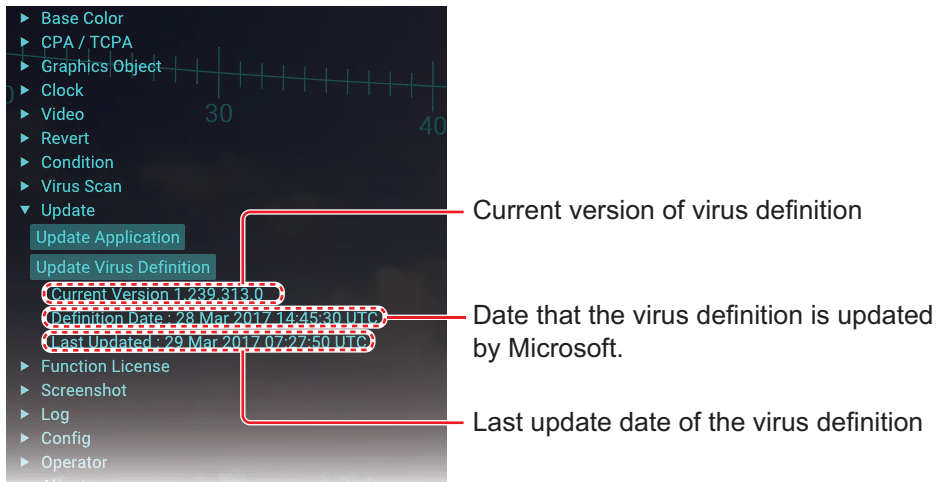 Base Color
CPA / TCPA
Graphics Object
Clock
Video
30
40
Revert
Condition
Virus Scan
Update
Update Application
Update Virus Definition
Current Version 1.239.313.0
Definition Date : 28 Mar 2017 14:45:30 UTC
Last Updated : 29 Mar 2017 07:27:50 UTC
Function License
Screenshot
Log
Config
Operator
Current version of virus definition
Date that the virus definition is updated
by Microsoft.
Last update date of the virus definition